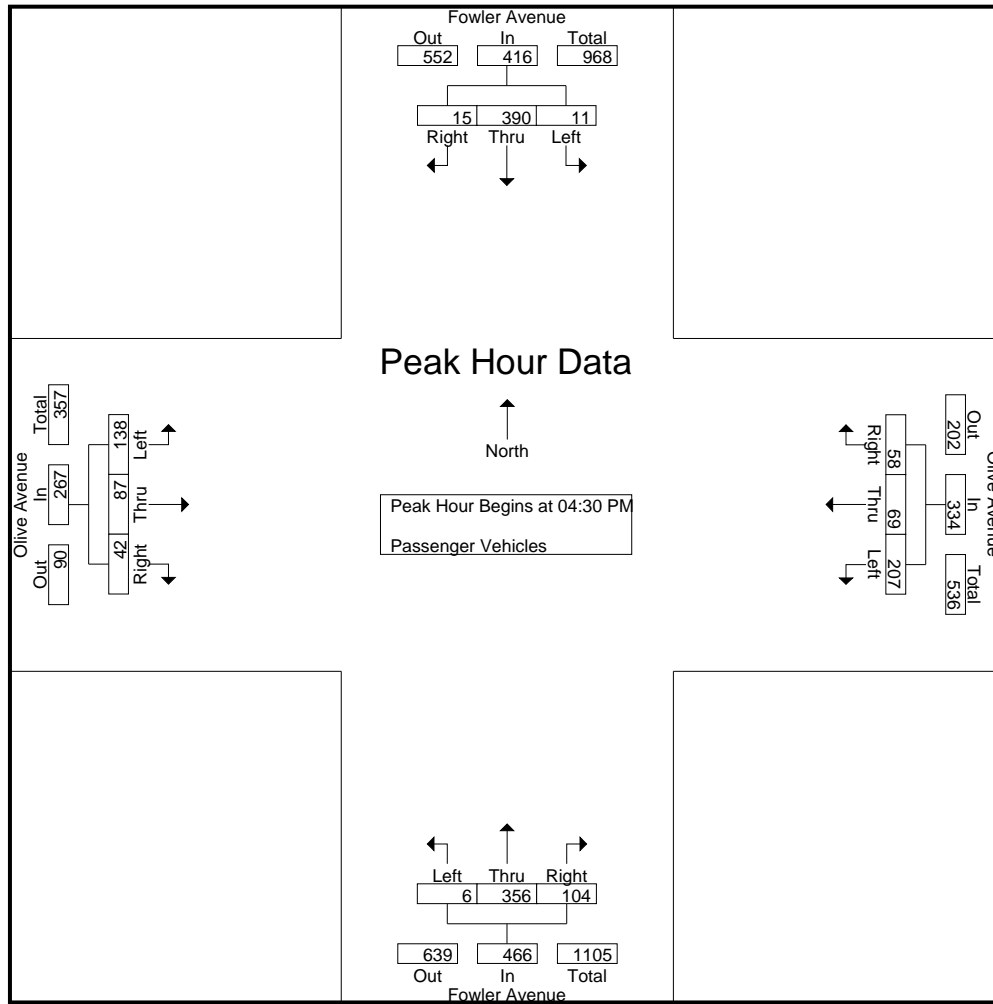 Fowler Avenue
Out In Total
552 416 968
15 390 11
Right Thru Left
Peak Hour Data
North
Peak Hour Begins at 04:30 PM
Passenger Vehicles
Olive Avenue
Total In Out
357 267 90
138 87 42
Left Thru Right
Right Thru Left
58 69 207
Out In Total
202 334 536
Olive Avenue
Left Thru Right
6 356 104
639 466 1105
Out In Total
Fowler Avenue